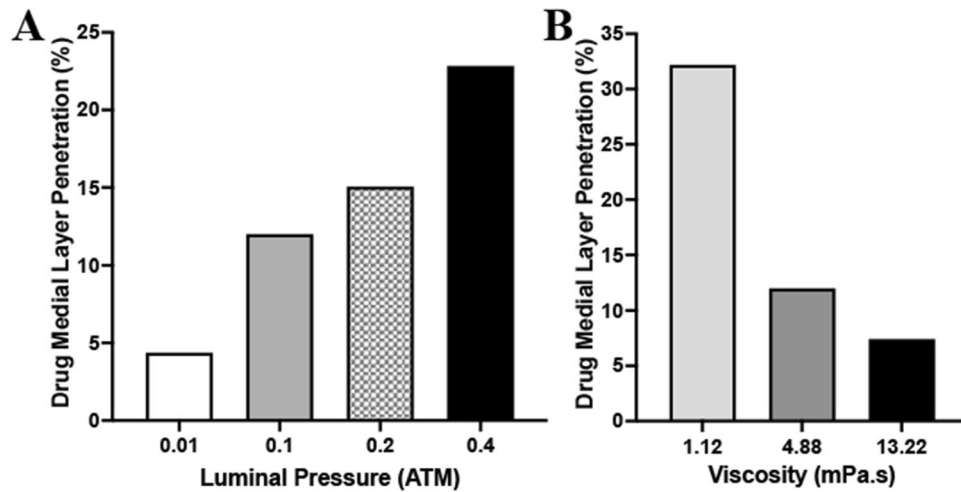 A
Drug Medial Layer Penetration (%)
25
20
15
10
5
0
0.01 0.1 0.2 0.4
Luminal Pressure (ATM)
B
Drug Medial Layer Penetration (%)
35
30
25
20
15
10
5
0
1.12 4.88 13.22
Viscosity (mPa.s)